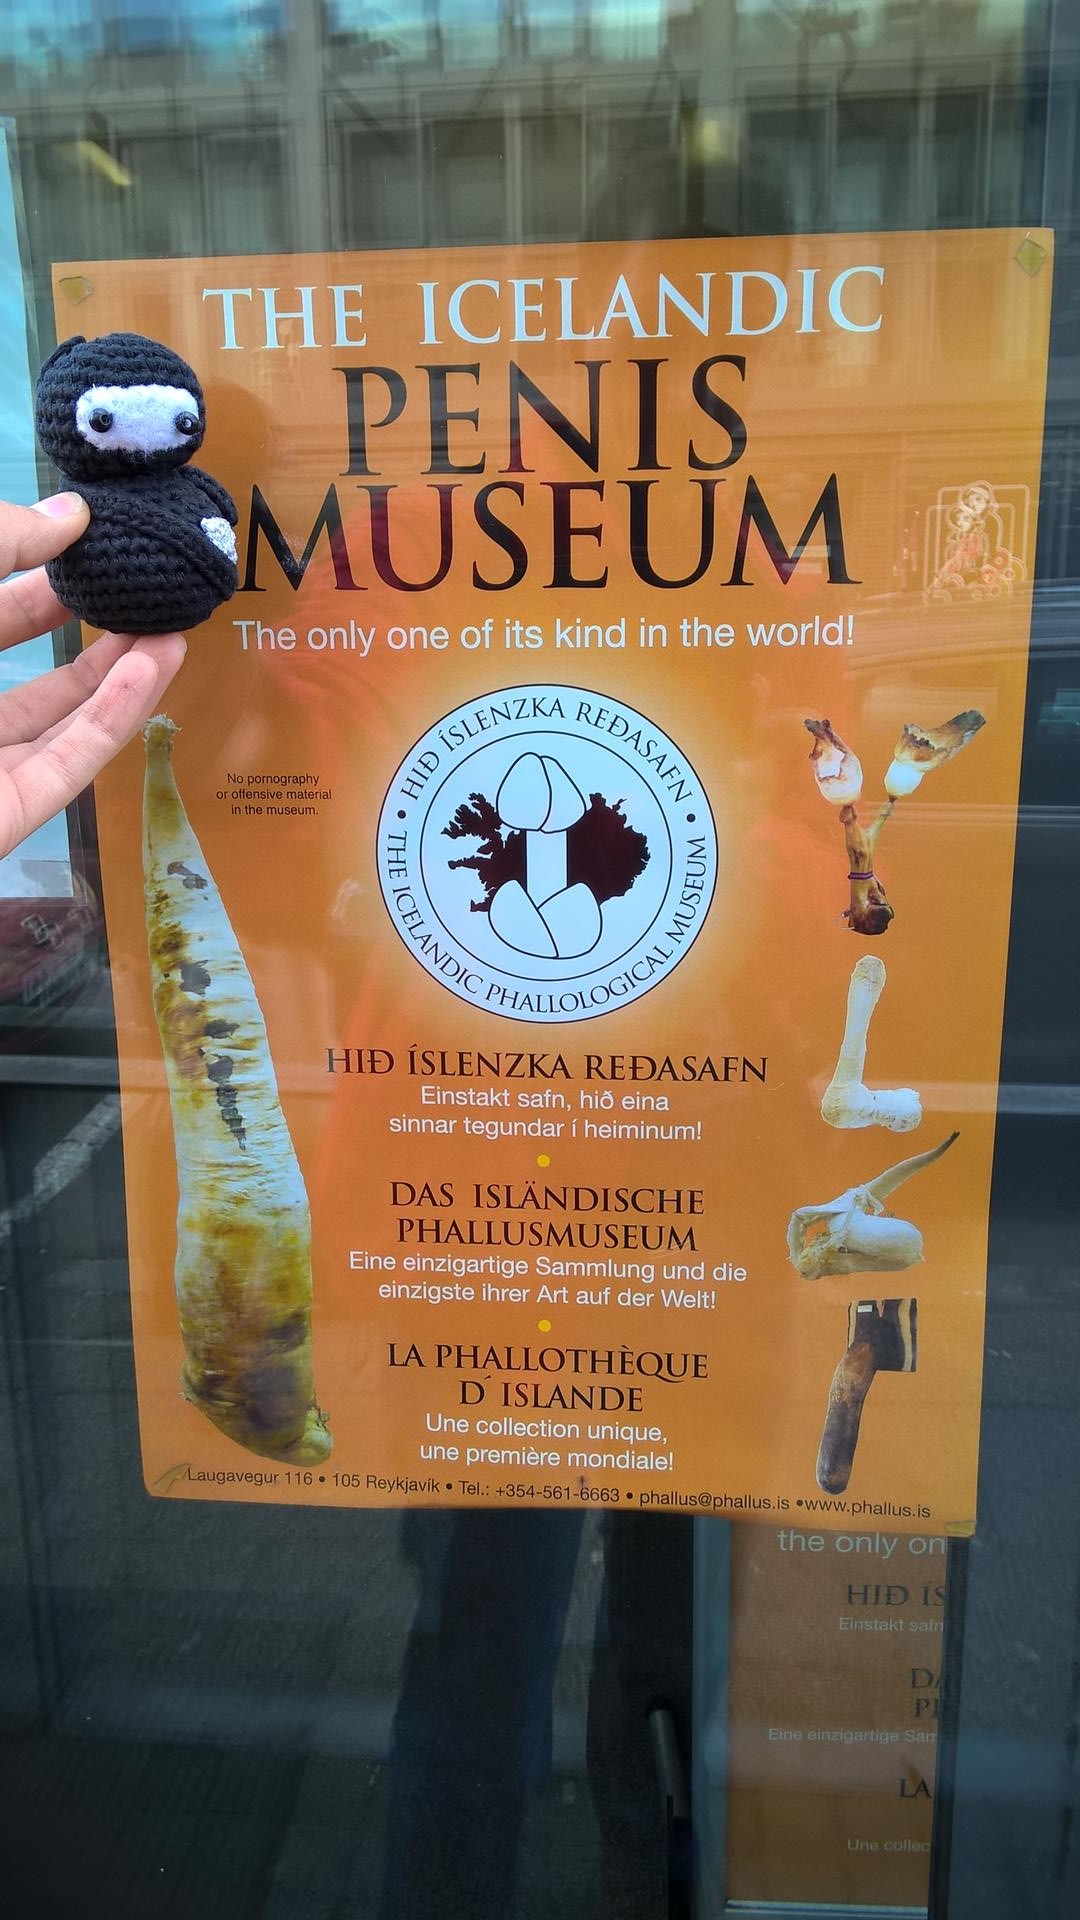 THE ICELANDIC
PENIS
MUSEUM
The only one of its kind in the world!
No pornography
or offensive material
in the museum.
• HIÐ ÍSLENZKA REÐASAFN •
THE ICELANDIC PHALLOLOGICAL MUSEUM
HIÐ ÍSLENZKA REÐASAFN
Einstakt safn, hið eina
sinnar tegundar í heiminum!
DAS ISLÄNDISCHE
PHALLUSMUSEUM
Eine einzigartige Sammlung und die
einzigste ihrer Art auf der Welt!
LA PHALLOTHÈQUE
D´ISLANDE
Une collection unique,
une première mondiale!
Laugavegur 116 • 105 Reykjavík • Tel.: +354-561-6663 • phallus@phallus.is •www.phallus.is
the only on
HIÐ ÍS
Einstakt safn
DA
P
Eine einzigartige Sam
LA
Une collec